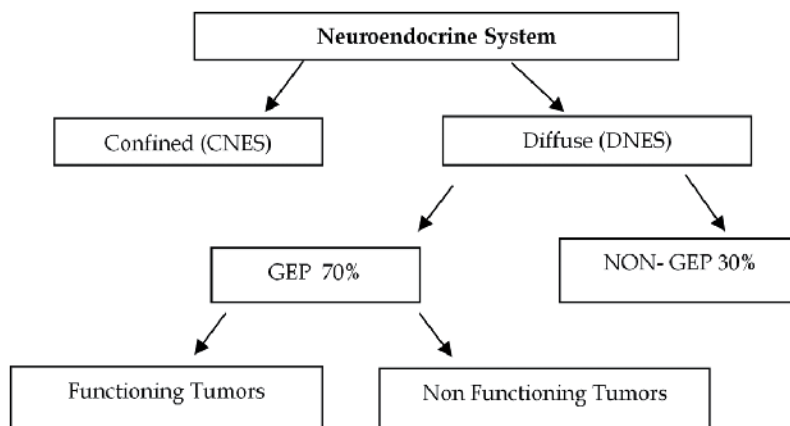 Neuroendocrine System
Confined (CNES)
Diffuse (DNES)
GEP 70%
NON- GEP 30%
Functioning Tumors
Non Functioning Tumors